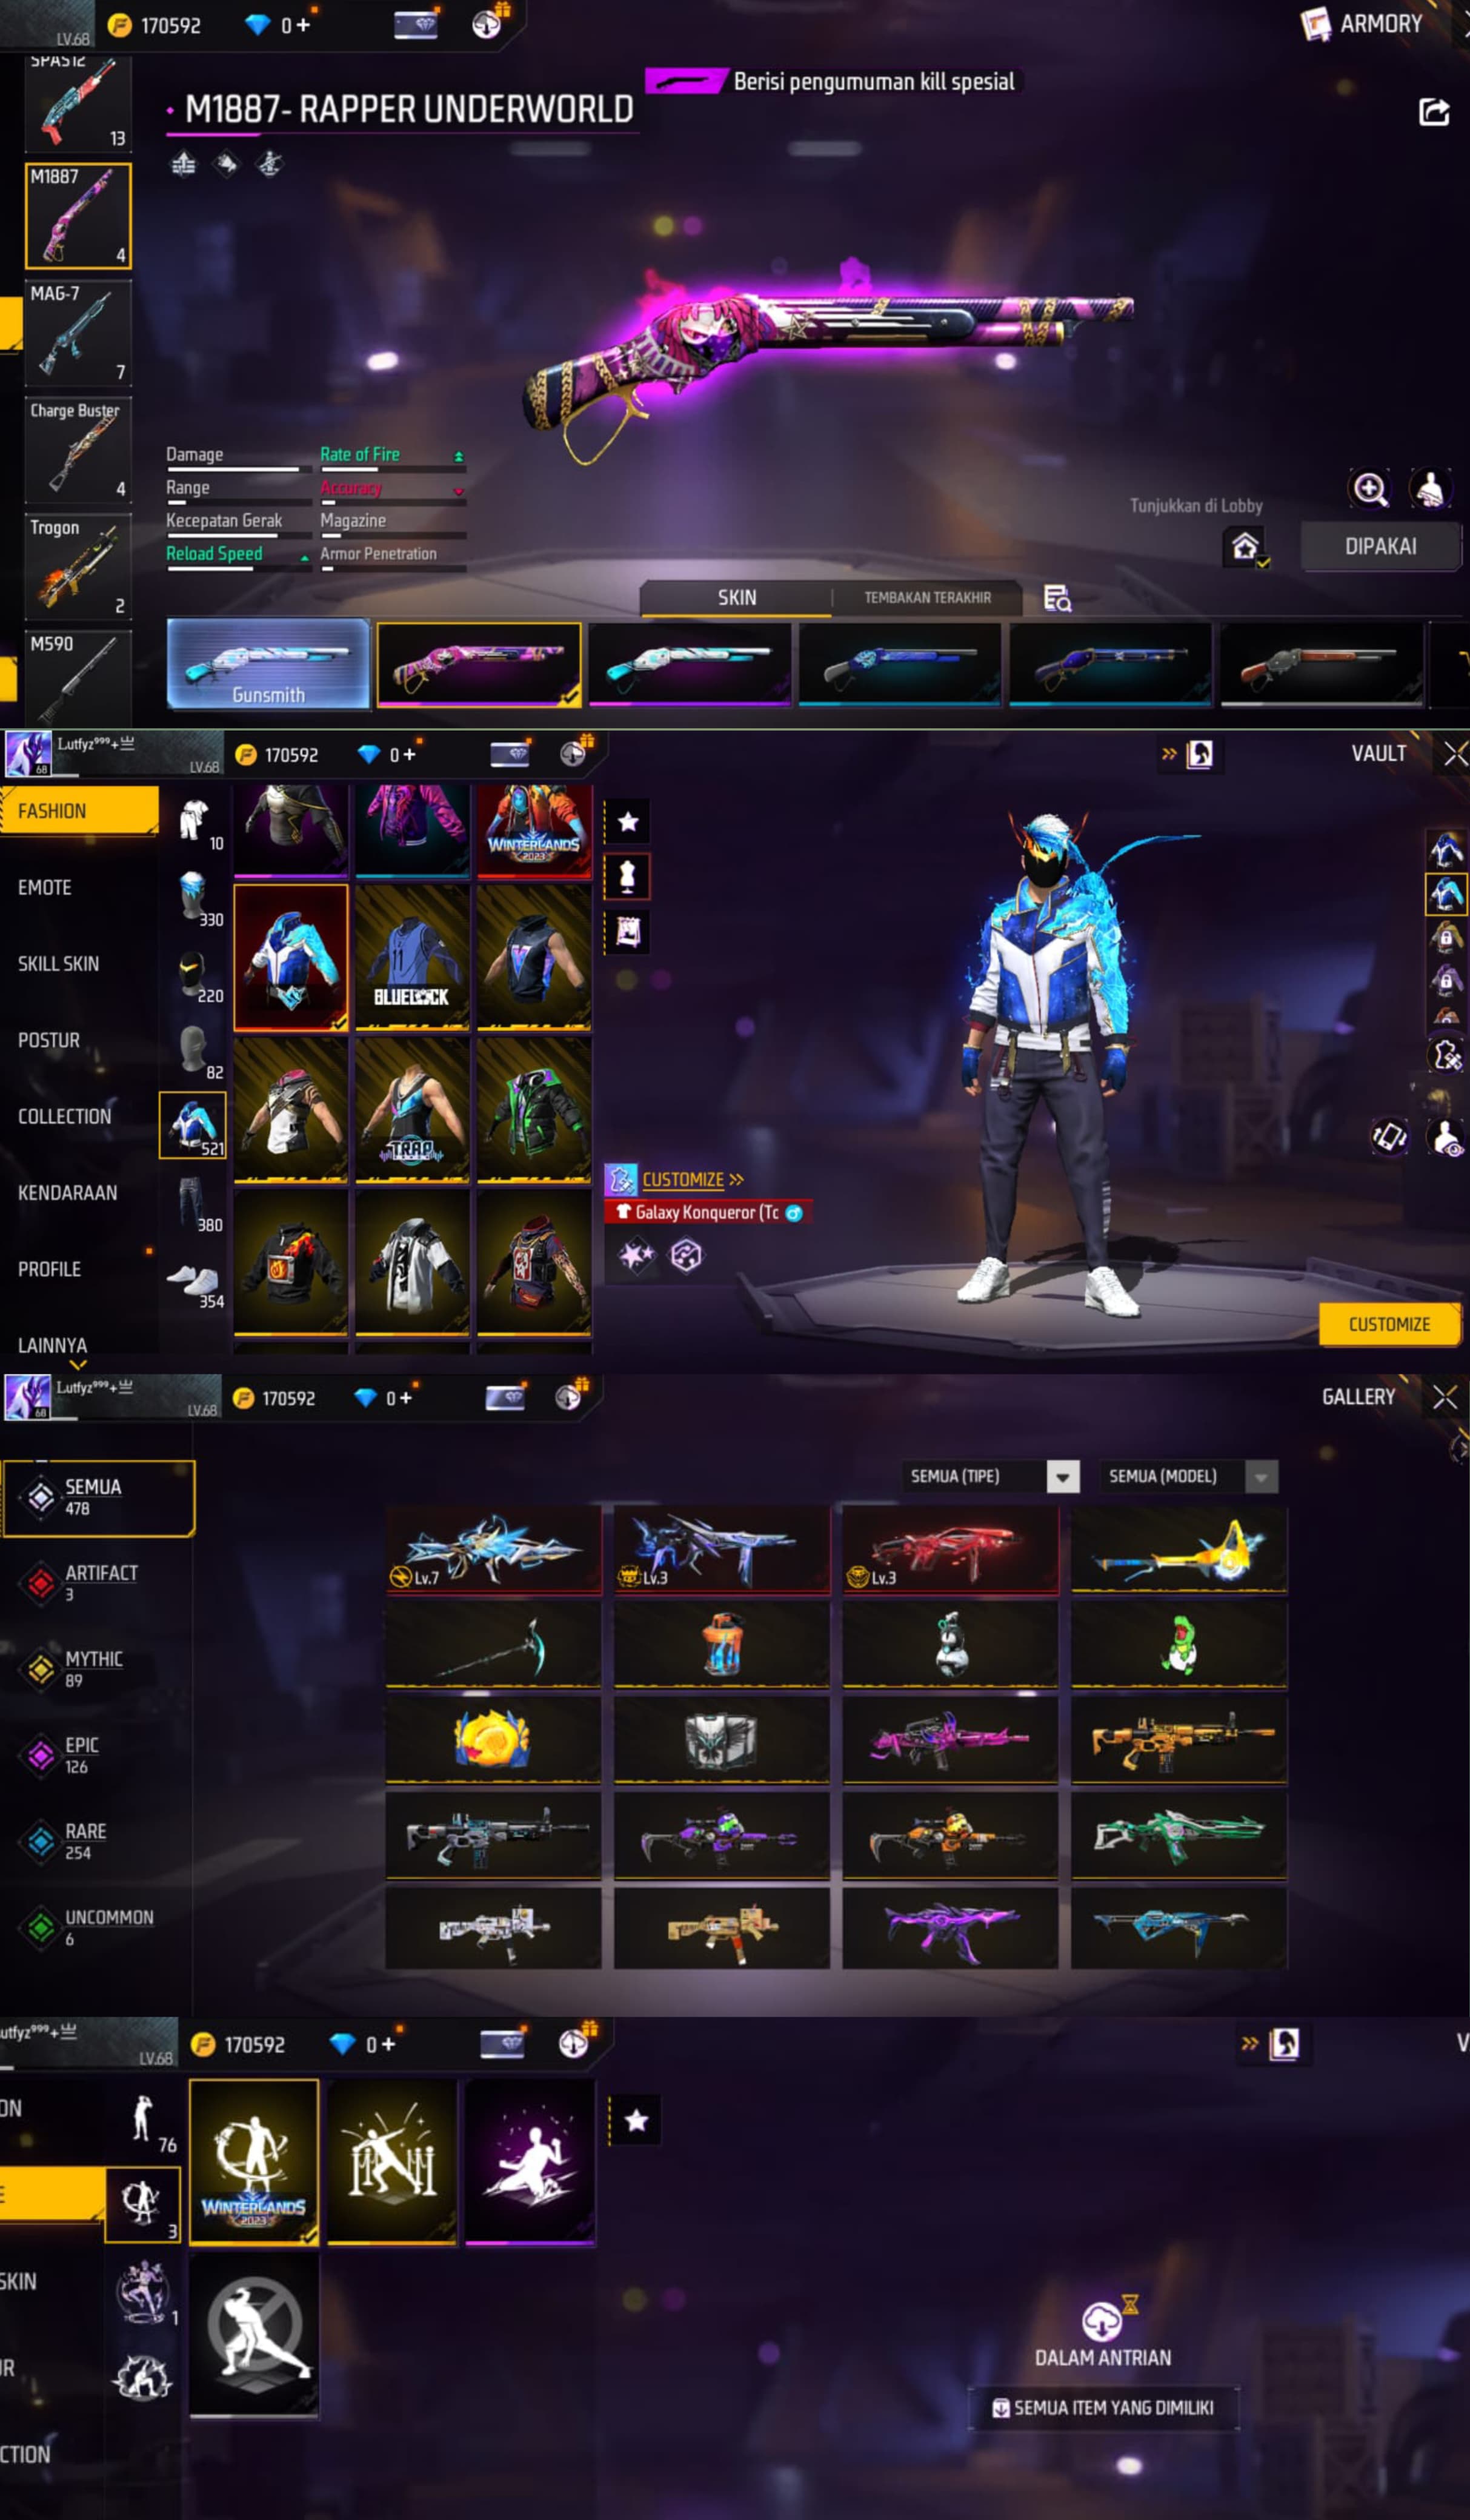 LV.68
170592
0 +
ARMORY
SPAS12
13
M1887- RAPPER UNDERWORLD
Berisi pengumuman kill spesial
M1887
4
MAG-7
7
Charge Buster
4
Trogon
2
M590
Damage
Rate of Fire
Range
Accuracy
Kecepatan Gerak
Magazine
Reload Speed
Armor Penetration
Tunjukkan di Lobby
DIPAKAI
SKIN
TEMBAKAN TERAKHIR
Gunsmith
Lutfyz⁹⁹⁹+
68
LV.68
170592
0 +
VAULT
FASHION
EMOTE
SKILL SKIN
POSTUR
COLLECTION
KENDARAAN
PROFILE
LAINNYA
10
330
220
82
521
380
354
WINTERLANDS
2023
11
BLUELOCK
TRAP
CUSTOMIZE >>
Galaxy Konqueror (Tc
CUSTOMIZE
Lutfyz⁹⁹⁹+
68
LV.68
170592
0 +
GALLERY
SEMUA
478
ARTIFACT
3
MYTHIC
89
EPIC
126
RARE
254
UNCOMMON
6
SEMUA (TIPE)
SEMUA (MODEL)
Lv.7
Lv.3
Lv.3
utfyz⁹⁹⁹+
LV.68
170592
0 +
V
ON
E
SKIN
R
CTION
76
3
1
WINTERLANDS
2023
DALAM ANTRIAN
SEMUA ITEM YANG DIMILIKI